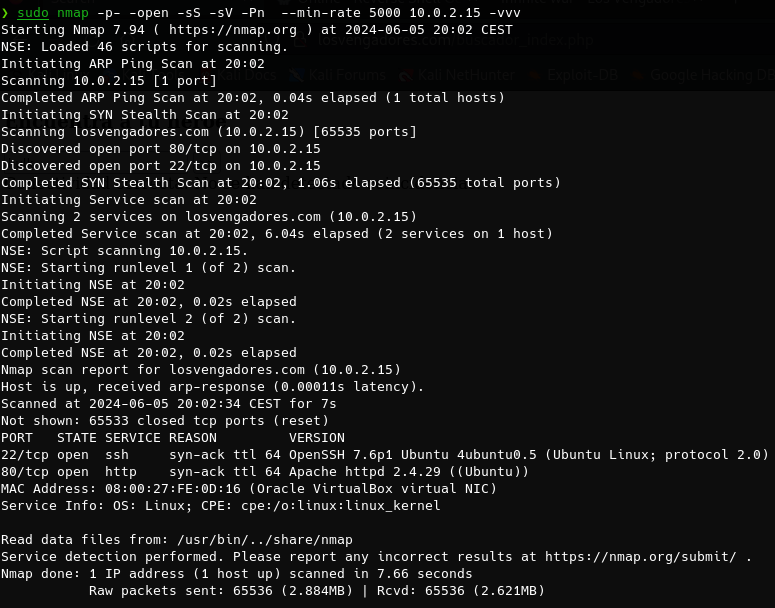 ❯ sudo nmap -p- -open -sS -sV -Pn  --min-rate 5000 10.0.2.15 -vvv
Starting Nmap 7.94 ( https://nmap.org ) at 2024-06-05 20:02 CEST
NSE: Loaded 46 scripts for scanning.
Initiating ARP Ping Scan at 20:02
Scanning 10.0.2.15 [1 port]
Completed ARP Ping Scan at 20:02, 0.04s elapsed (1 total hosts)
Initiating SYN Stealth Scan at 20:02
Scanning losvengadores.com (10.0.2.15) [65535 ports]
Discovered open port 80/tcp on 10.0.2.15
Discovered open port 22/tcp on 10.0.2.15
Completed SYN Stealth Scan at 20:02, 1.06s elapsed (65535 total ports)
Initiating Service scan at 20:02
Scanning 2 services on losvengadores.com (10.0.2.15)
Completed Service scan at 20:02, 6.04s elapsed (2 services on 1 host)
NSE: Script scanning 10.0.2.15.
NSE: Starting runlevel 1 (of 2) scan.
Initiating NSE at 20:02
Completed NSE at 20:02, 0.02s elapsed
NSE: Starting runlevel 2 (of 2) scan.
Initiating NSE at 20:02
Completed NSE at 20:02, 0.02s elapsed
Nmap scan report for losvengadores.com (10.0.2.15)
Host is up, received arp-response (0.00011s latency).
Scanned at 2024-06-05 20:02:34 CEST for 7s
Not shown: 65533 closed tcp ports (reset)
PORT   STATE SERVICE REASON         VERSION
22/tcp open  ssh     syn-ack ttl 64 OpenSSH 7.6p1 Ubuntu 4ubuntu0.5 (Ubuntu Linux; protocol 2.0)
80/tcp open  http    syn-ack ttl 64 Apache httpd 2.4.29 ((Ubuntu))
MAC Address: 08:00:27:FE:0D:16 (Oracle VirtualBox virtual NIC)
Service Info: OS: Linux; CPE: cpe:/o:linux:linux_kernel

Read data files from: /usr/bin/../share/nmap
Service detection performed. Please report any incorrect results at https://nmap.org/submit/ .
Nmap done: 1 IP address (1 host up) scanned in 7.66 seconds
           Raw packets sent: 65536 (2.884MB) | Rcvd: 65536 (2.621MB)